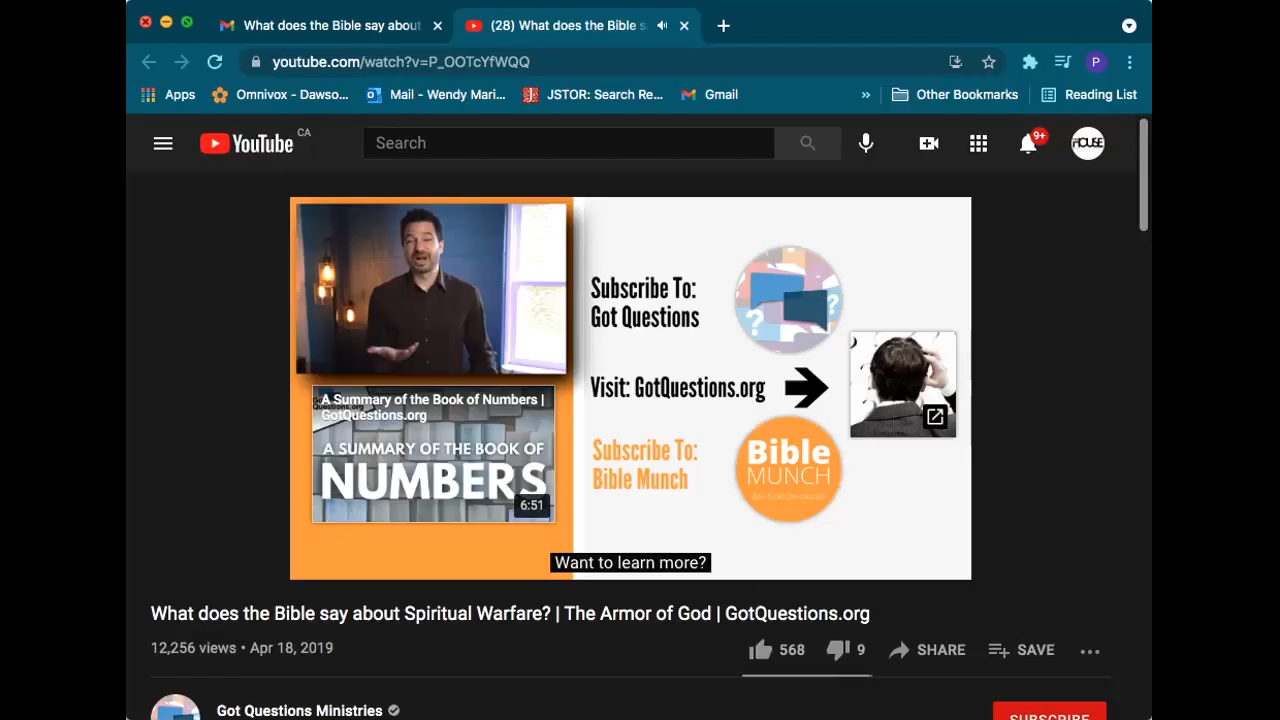 What does the Bible say about
(28) What does the Bible s
youtube.com/watch?v=P_OOTcYfWQQ
P
Apps
Omnivox - Dawso...
Mail - Wendy Mari...
JSTOR: Search Re...
Gmail
»
Other Bookmarks
Reading List
YouTube
CA
Search
9+
HOUSE
Subscribe To:
Got Questions
Visit: GotQuestions.org
A Summary of the Book of Numbers |
GotQuestions.org
A SUMMARY OF THE BOOK OF
NUMBERS
6:51
Subscribe To:
Bible Munch
Bible
MUNCH
Want to learn more?
What does the Bible say about Spiritual Warfare? | The Armor of God | GotQuestions.org
12,256 views • Apr 18, 2019
568
9
SHARE
SAVE
Got Questions Ministries
SUBSCRIBE